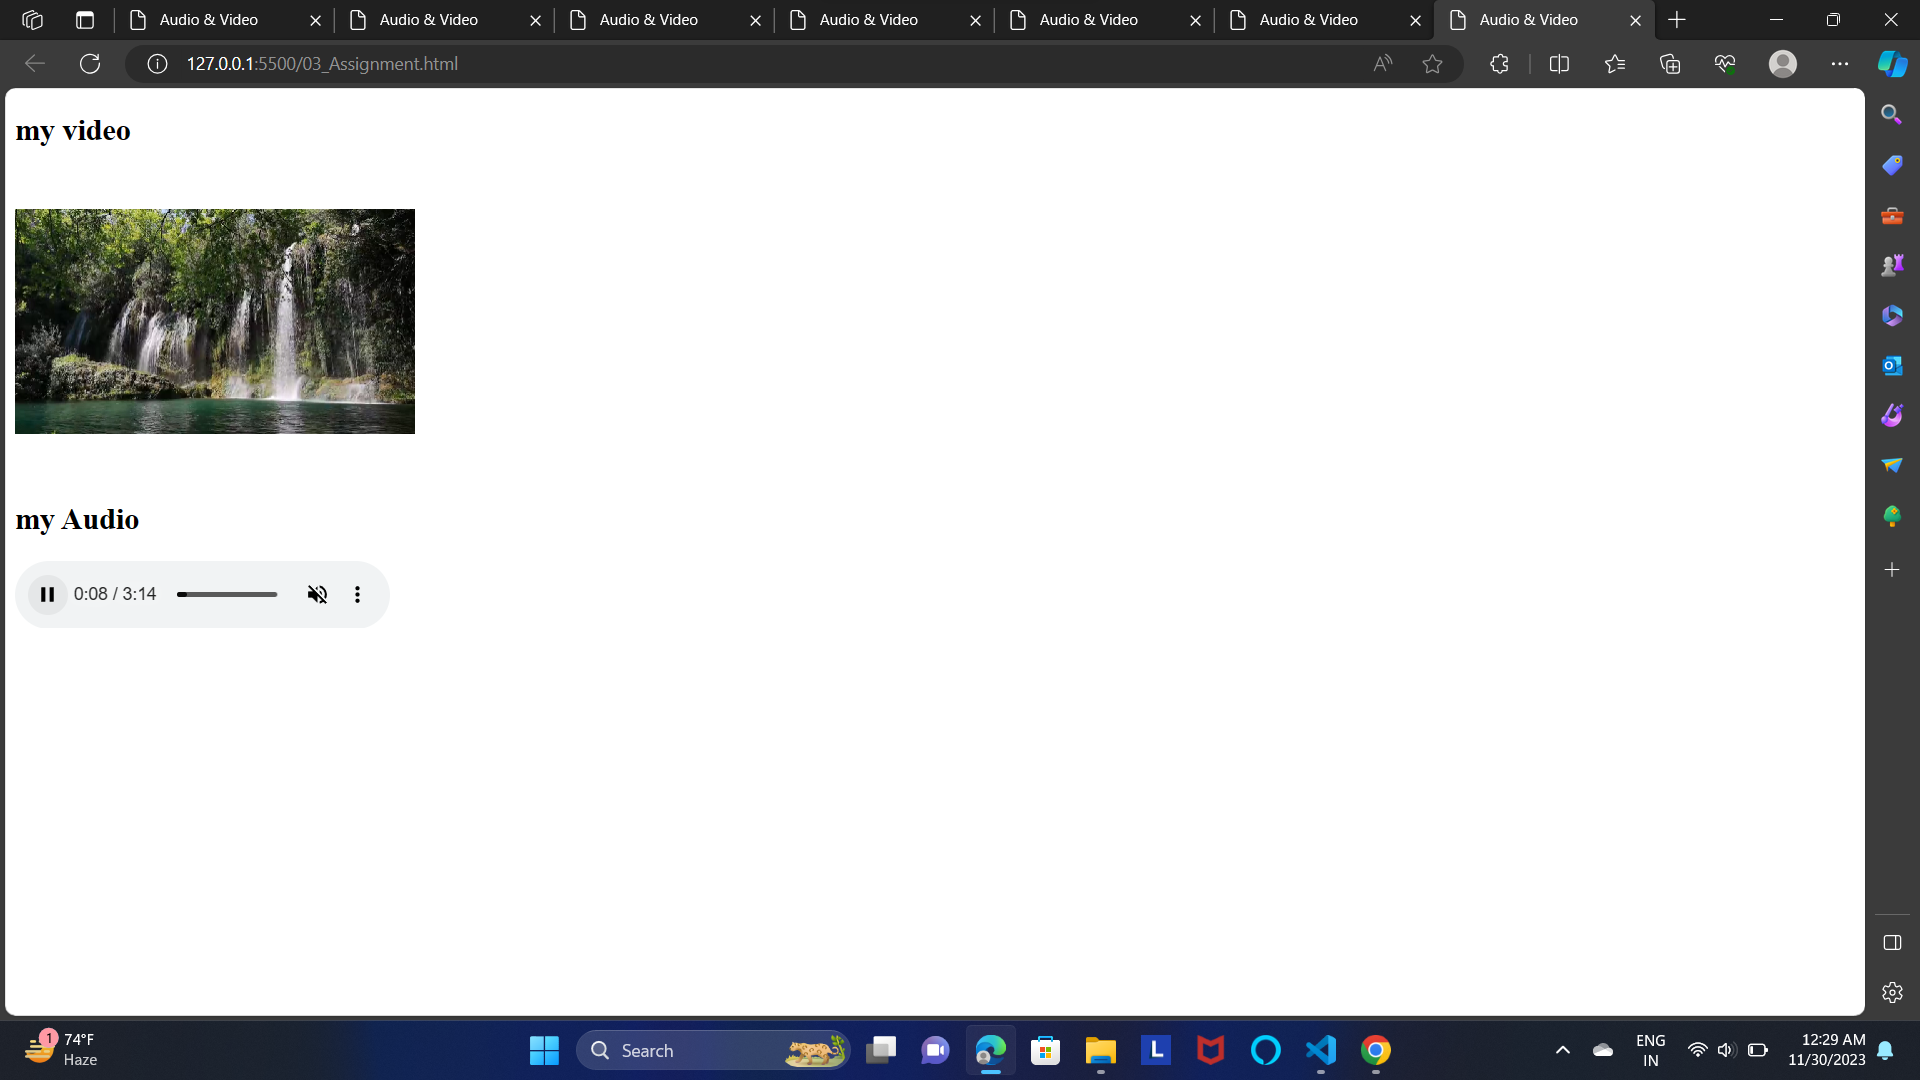 Audio & Video
Audio & Video
Audio & Video
Audio & Video
Audio & Video
Audio & Video
Audio & Video
127.0.0.1:5500/03_Assignment.html
my video
my Audio
0:08 / 3:14
1
74°F
Haze
Search
L
ENG
IN
12:29 AM
11/30/2023